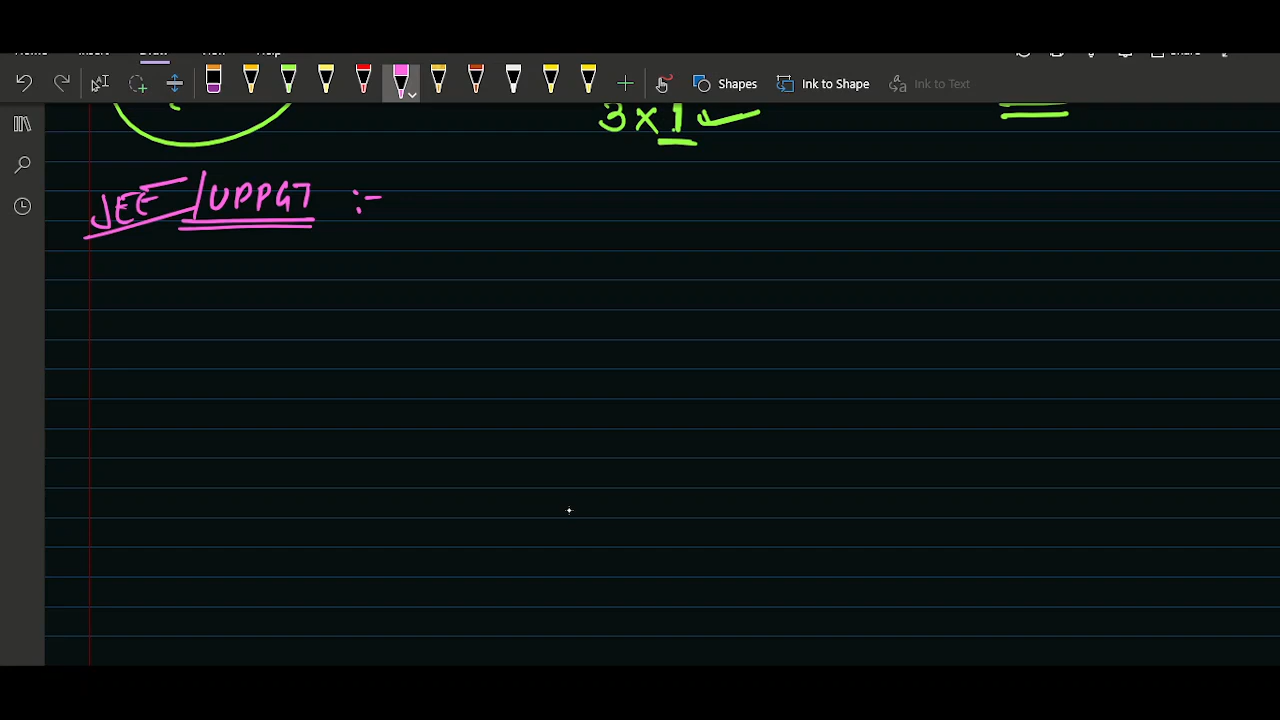 Shapes Ink to Shape Ink to Text
3 × 1
JEE /UPPGT :-